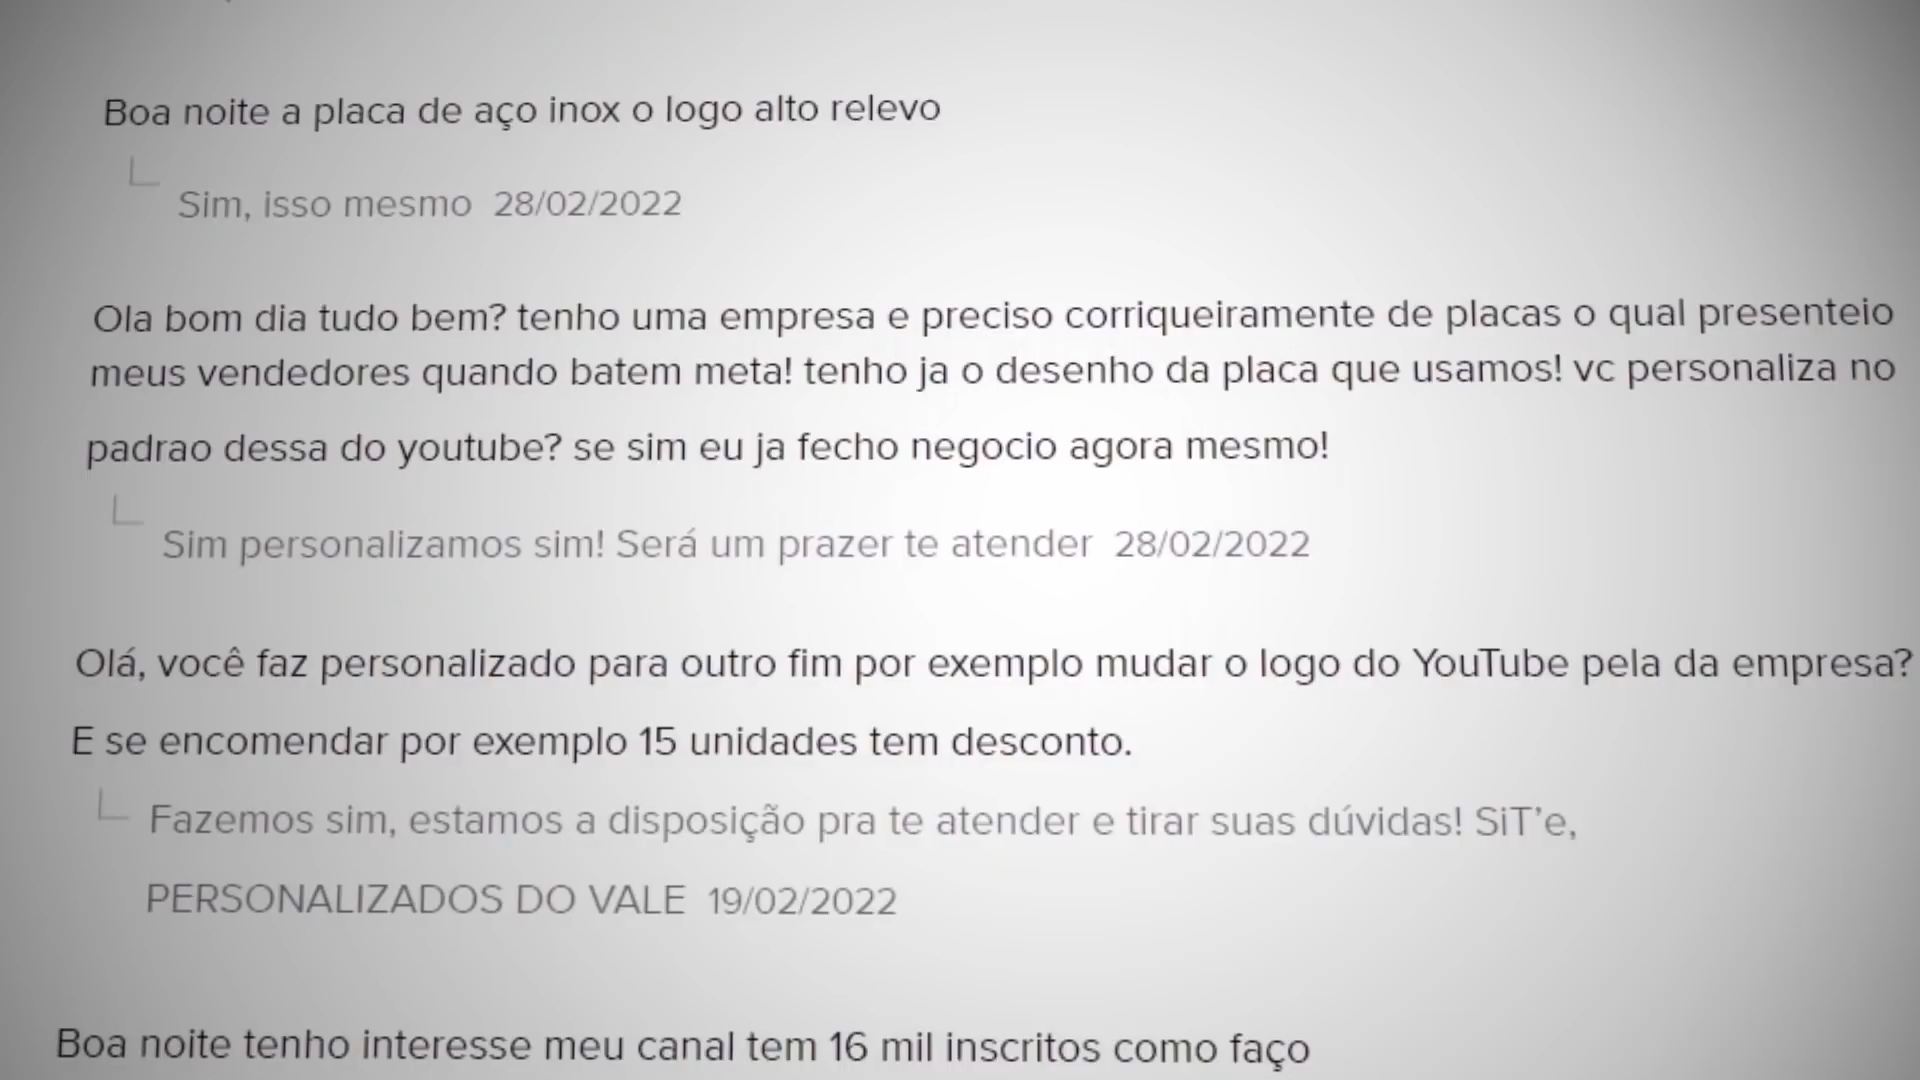 Boa noite a placa de aço inox o logo alto relevo
Sim, isso mesmo 28/02/2022
Ola bom dia tudo bem? tenho uma empresa e preciso corriqueiramente de placas o qual presenteio
meus vendedores quando batem meta! tenho ja o desenho da placa que usamos! vc personaliza no
padrao dessa do youtube? se sim eu ja fecho negocio agora mesmo!
Sim personalizamos sim! Será um prazer te atender 28/02/2022
Olá, você faz personalizado para outro fim por exemplo mudar o logo do YouTube pela da empresa?
E se encomendar por exemplo 15 unidades tem desconto.
Fazemos sim, estamos a disposição pra te atender e tirar suas dúvidas! SiT'e,
PERSONALIZADOS DO VALE 19/02/2022
Boa noite tenho interesse meu canal tem 16 mil inscritos como faço